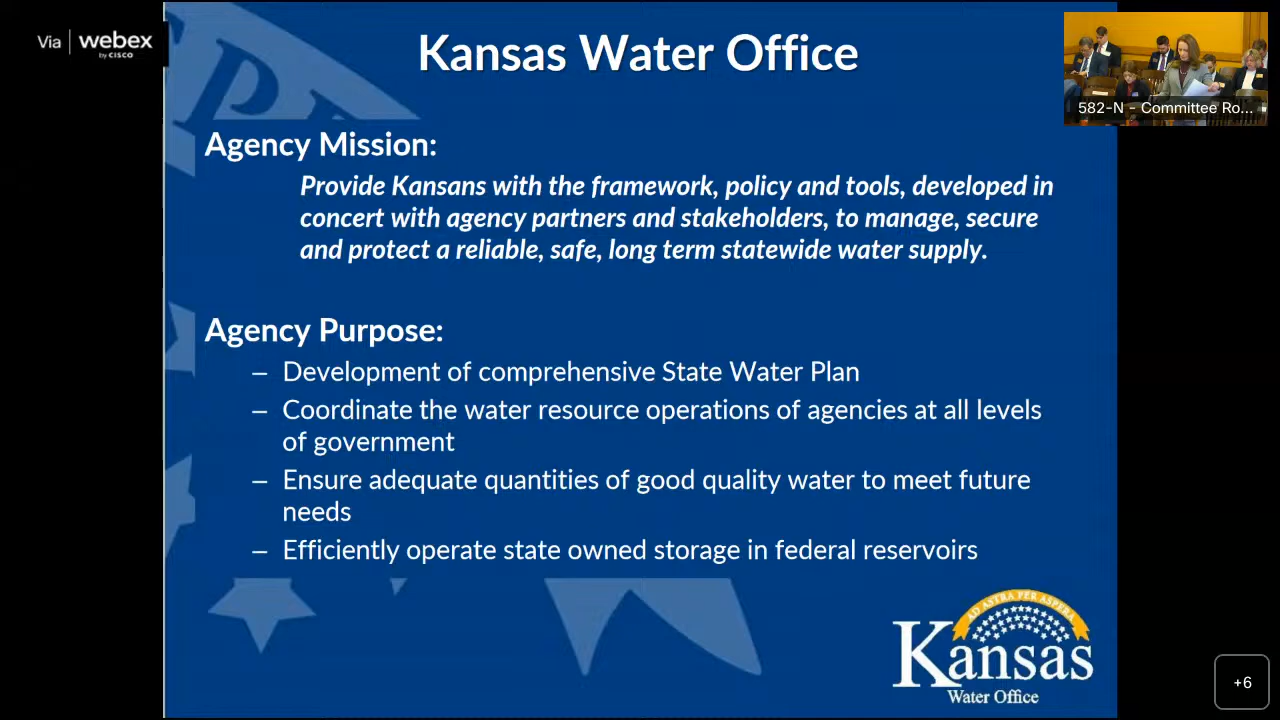 Via | webex
by CISCO
Kansas Water Office
582-N - Committee Ro...
Agency Mission:
Provide Kansans with the framework, policy and tools, developed in
concert with agency partners and stakeholders, to manage, secure
and protect a reliable, safe, long term statewide water supply.
Agency Purpose:
– Development of comprehensive State Water Plan
– Coordinate the water resource operations of agencies at all levels
of government
– Ensure adequate quantities of good quality water to meet future
needs
– Efficiently operate state owned storage in federal reservoirs
AD ASTRA PER ASPERA
Kansas
Water Office
+6